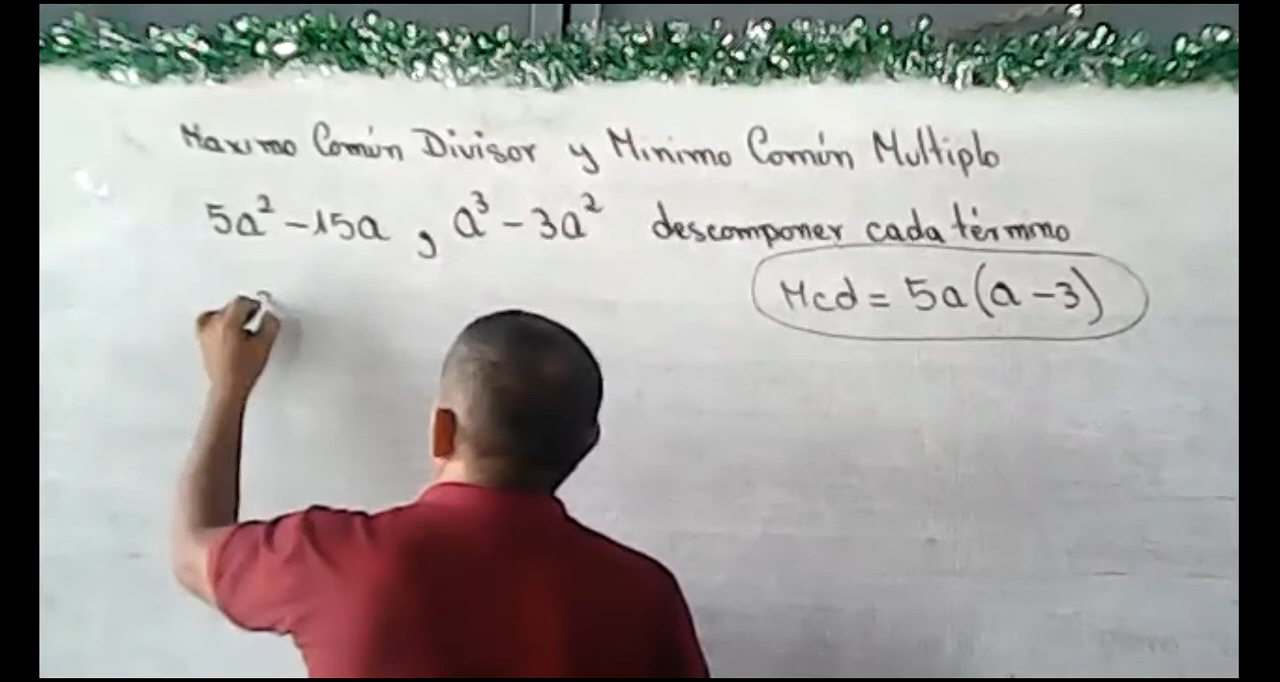 Maximo Común Divisor y Minimo Común Multiplo
5a² - 15a , a³ - 3a² descomponer cada término
Mcd = 5a(a - 3)